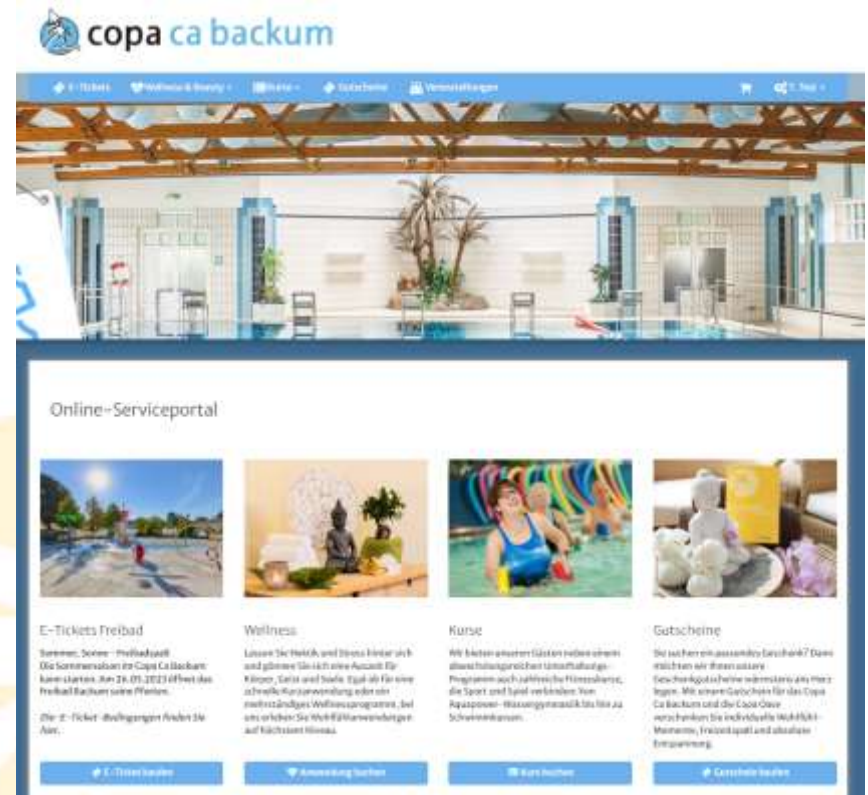 copa ca backum
E-Tickets Wellness & Beauty Kurse Gutscheine Veranstaltungen T. Test
Online-Serviceportal
E-Tickets Freibad
Sommer, Sonne - Freibadspaß!
Die Sommersaison im Copa Ca Backum
kann starten. Am 26.05.2023 öffnet das
Freibad Backum seine Pforten.
Die E-Ticket-Bedingungen finden Sie
hier.
E-Ticket kaufen
Wellness
Lassen Sie Hektik und Stress hinter sich
und gönnen Sie sich eine Auszeit für
Körper, Geist und Seele. Egal ob für eine
schnelle Kurzanwendung oder ein
mehrstündiges Wellnessprogramm, bei
uns erleben Sie Wohlfühlanwendungen
auf höchstem Niveau.
Anwendung buchen
Kurse
Wir bieten unseren Gästen neben einem
abwechslungsreichen Unterhaltungs-
Programm auch zahlreiche Fitnesskurse,
die Sport und Spiel verbinden: Von
Aquapower-Wassergymnastik bis hin zu
Schwimmkursen.
Kurs buchen
Gutscheine
Sie suchen ein passendes Geschenk? Dann
möchten wir Ihnen unsere
Geschenkgutscheine wärmstens ans Herz
legen. Mit einem Gutschein für das Copa
Ca Backum und die Copa Oase
verschenken Sie individuelle Wohlfühl-
Momente, Freizeitspaß und absolute
Entspannung.
Gutschein kaufen